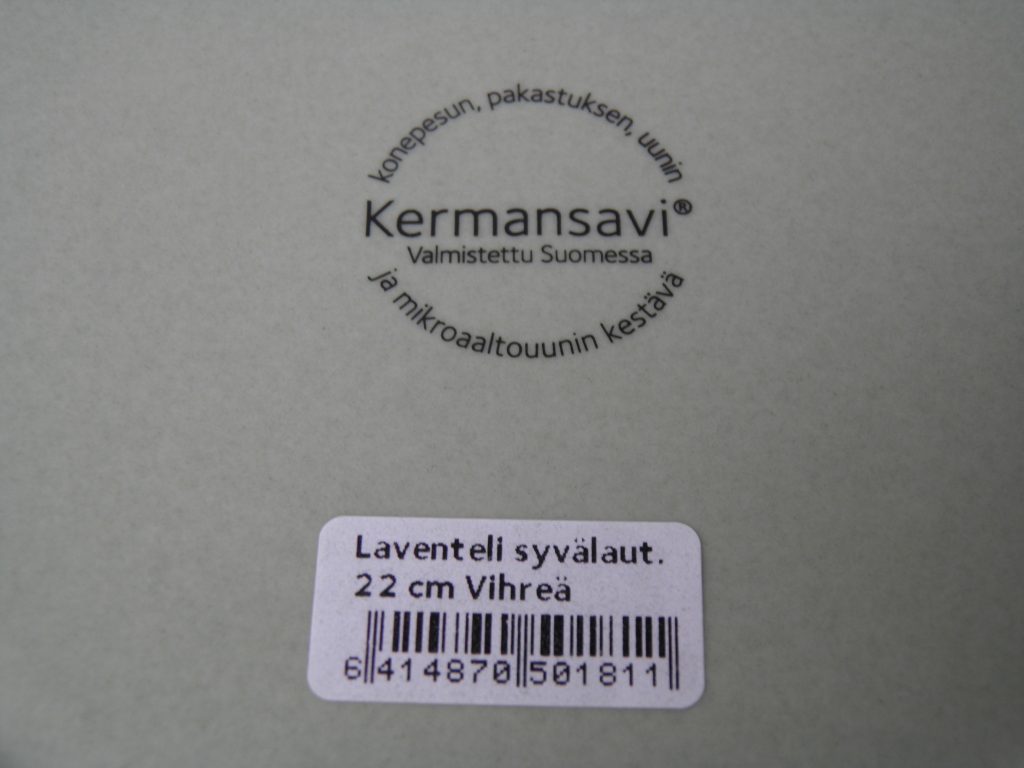 konepesun, pakastuksen, uunin
Kermansavi®
Valmistettu Suomessa
ja mikroaaltouunin kestävä
Laventeli syvälaut.
22 cm Vihreä
6 414870 501811